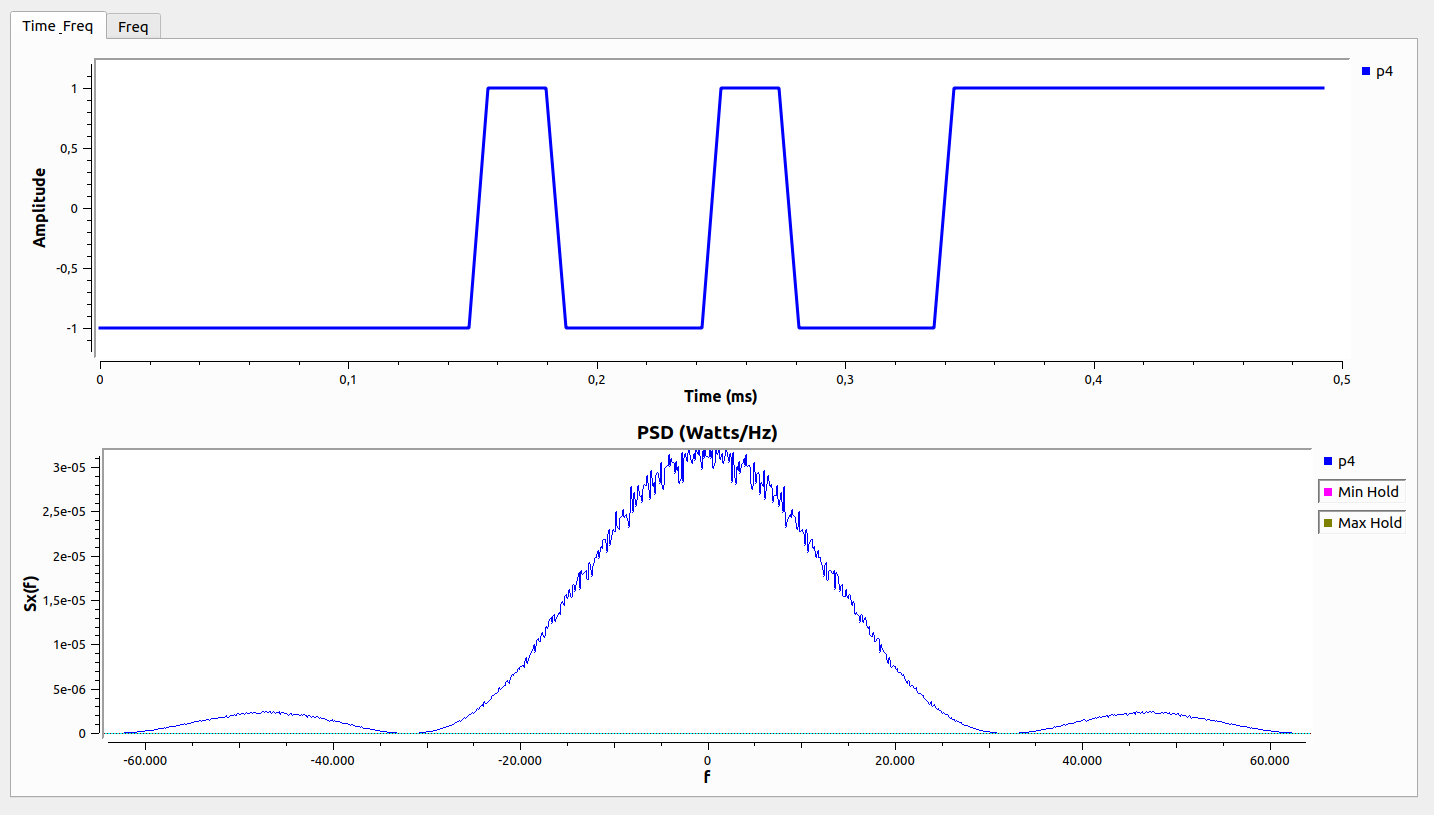 Time_Freq Freq
p4
Amplitude
1
0,5
0
-0,5
-1
0 0,1 0,2 0,3 0,4 0,5
Time (ms)
PSD (Watts/Hz)
p4
Min Hold
Max Hold
Sx(f)
3e-05
2,5e-05
2e-05
1,5e-05
1e-05
5e-06
0
-60.000 -40.000 -20.000 0 20.000 40.000 60.000
f